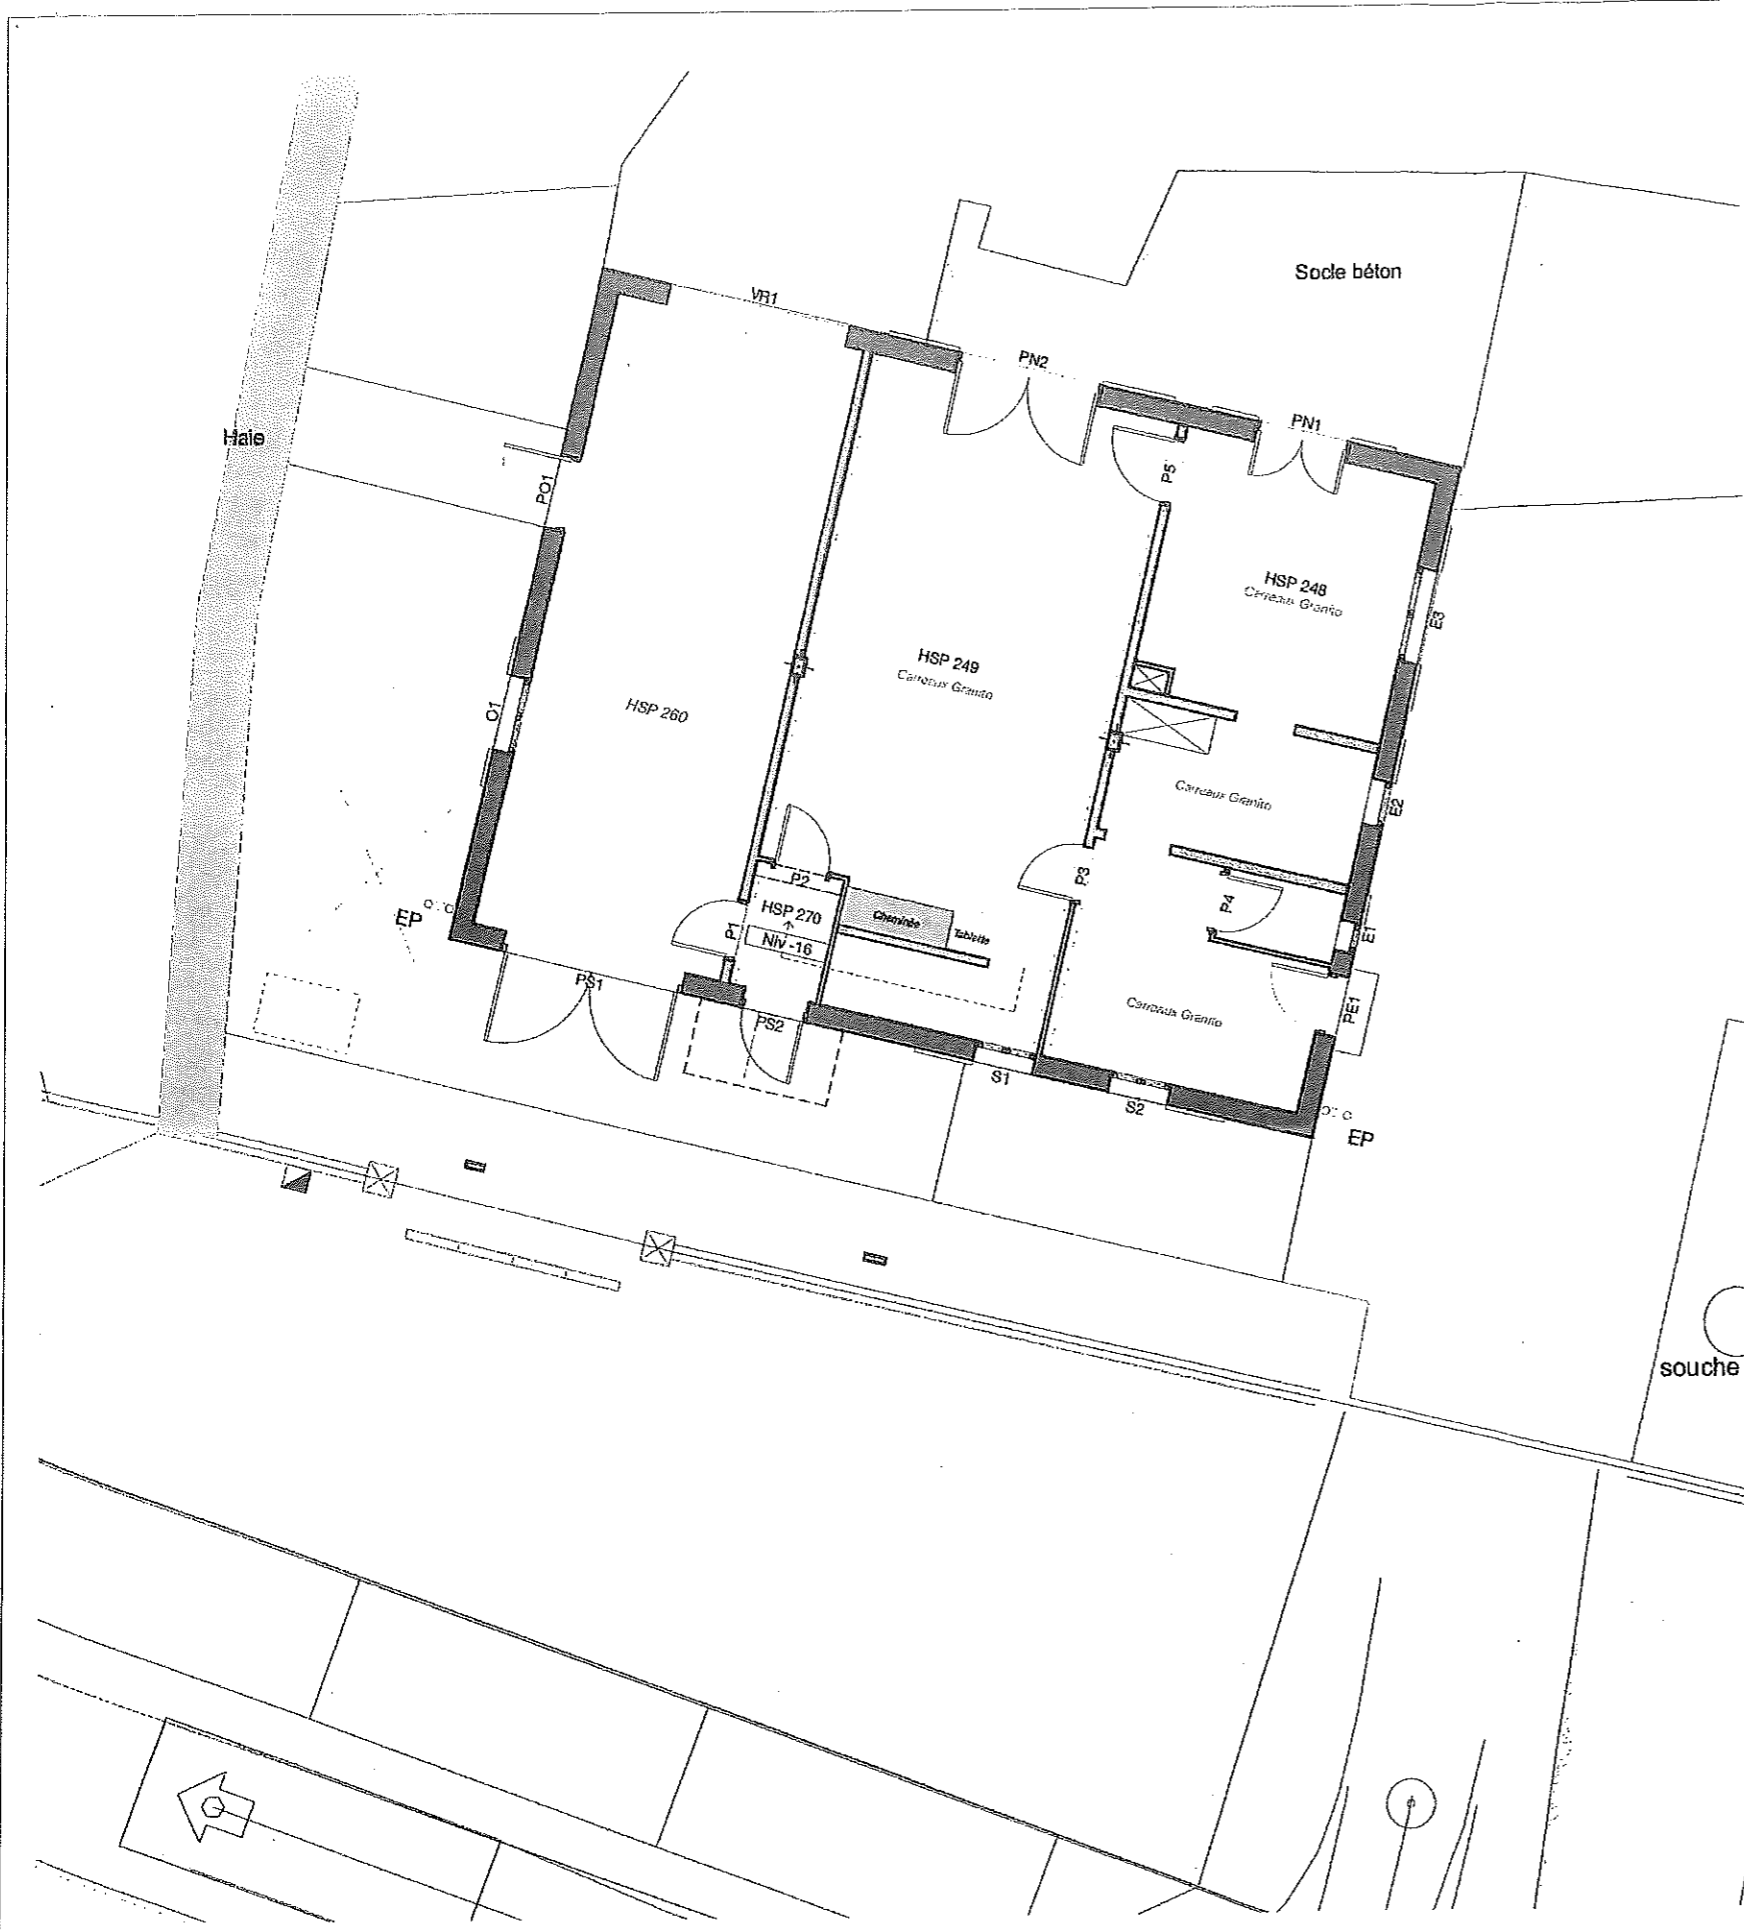 VR1
Socle béton
PN2
PN1
Haie
P5
PO1
HSP 248
Carreaux Granito
E3
HSP 249
Carreaux Granito
HSP 260
O1
Carreaux Granito
E2
P2
P3
HSP 270
Cheminée
Tablette
P4
EP
P1
Niv -16
E1
PS1
PS2
Carreaux Granito
PE1
S1
S2
EP
souche